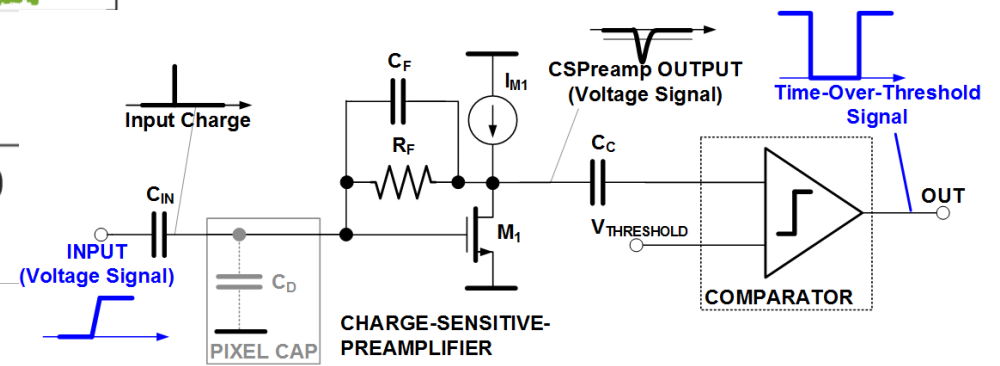 CSPreamp OUTPUT
(Voltage Signal)
Time-Over-Threshold
Signal
Input Charge
CF
RF
IM1
CC
CIN
INPUT
(Voltage Signal)
CD
PIXEL CAP
M1
VTHRESHOLD
OUT
COMPARATOR
CHARGE-SENSITIVE-
PREAMPLIFIER